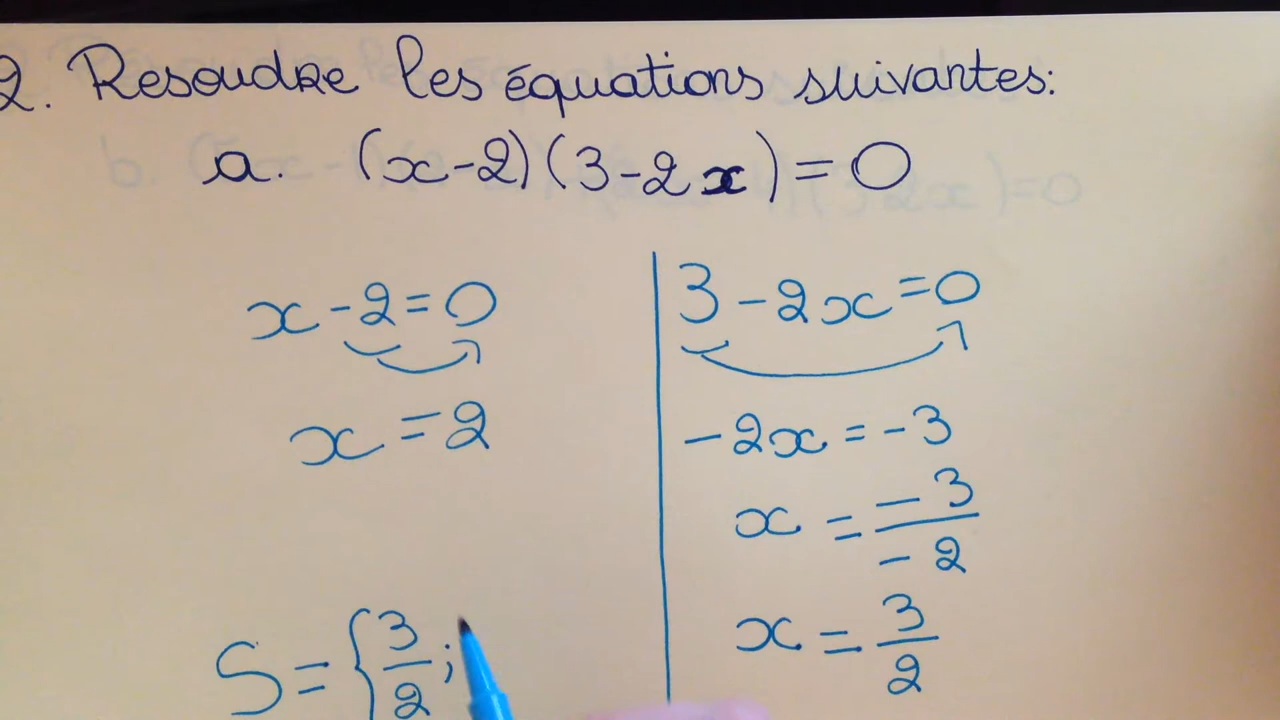 2. Resoudre les équations suivantes:
a. (x-2)(3-2x)=0
x-2=0
x=2
3-2x=0
-2x=-3
x=-3/-2
x=3/2
S={3/2;